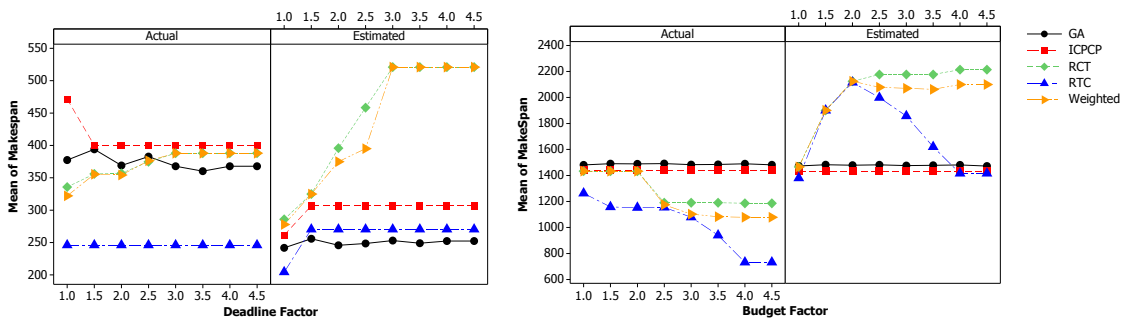 1.0 1.5 2.0 2.5 3.0 3.5 4.0 4.5
Actual Estimated
550
500
450
400
350
300
250
200
Mean of Makespan
1.0 1.5 2.0 2.5 3.0 3.5 4.0 4.5
Deadline Factor
1.0 1.5 2.0 2.5 3.0 3.5 4.0 4.5
Actual Estimated
2400
2200
2000
1800
1600
1400
1200
1000
800
600
Mean of MakeSpan
1.0 1.5 2.0 2.5 3.0 3.5 4.0 4.5
Budget Factor
GA
ICPCP
RCT
RTC
Weighted